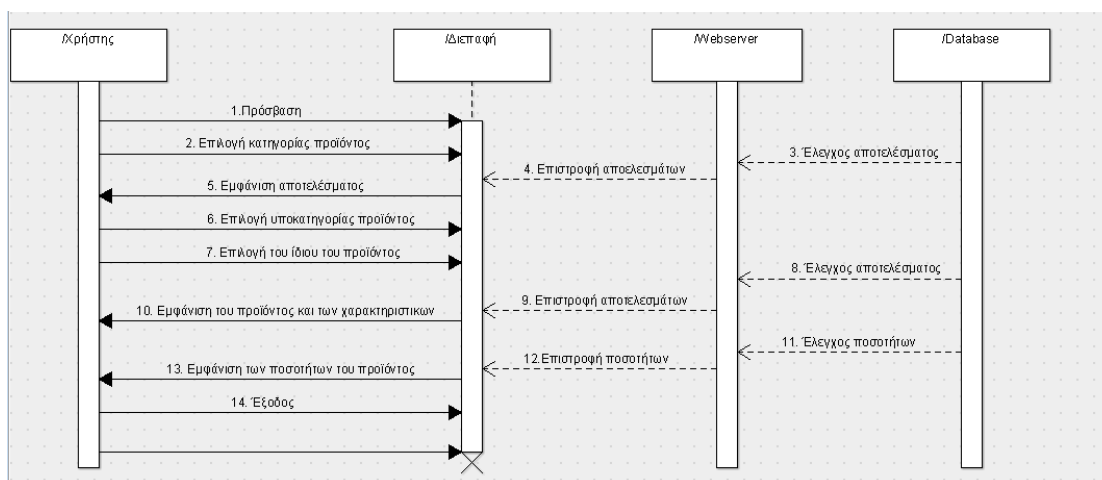 /Χρήστης
/Διεπαφή
/Webserver
/Database
1.Πρόσβαση
2. Επιλογή κατηγορίας προϊόντος
3. Έλεγχος αποτελέσματος
4. Επιστροφή αποελεσμάτων
5. Εμφάνιση αποτελέσματος
6. Επιλογή υποκατηγορίας προϊόντος
7. Επιλογή του ίδιου του προϊόντος
8. Έλεγχος αποτελέσματος
9. Επιστροφή αποτελεσμάτων
10. Εμφάνιση του προϊόντος και των χαρακτηριστικων
11. Έλεγχος ποσοτήτων
12.Επιστροφή ποσοτήτων
13. Εμφάνιση των ποσοτήτων του προϊόντος
14. Έξοδος